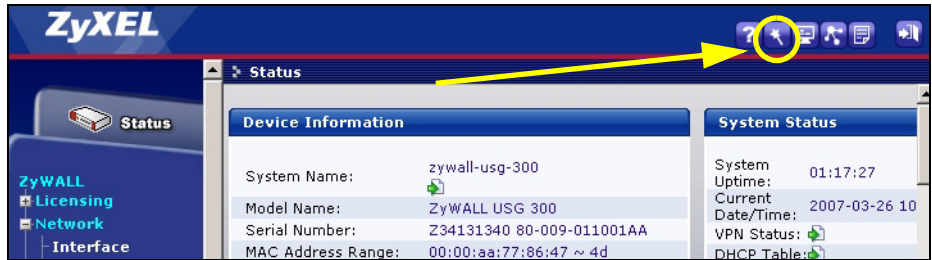 ZyXEL
?
Status
Status
Device Information
System Name: zywall-usg-300
Model Name: ZyWALL USG 300
Serial Number: Z34131340 80-009-011001AA
MAC Address Range: 00:00:aa:77:86:47 ~ 4d
System Status
System Uptime: 01:17:27
Current Date/Time: 2007-03-26 10
VPN Status:
DHCP Table:
ZyWALL
Licensing
Network
Interface